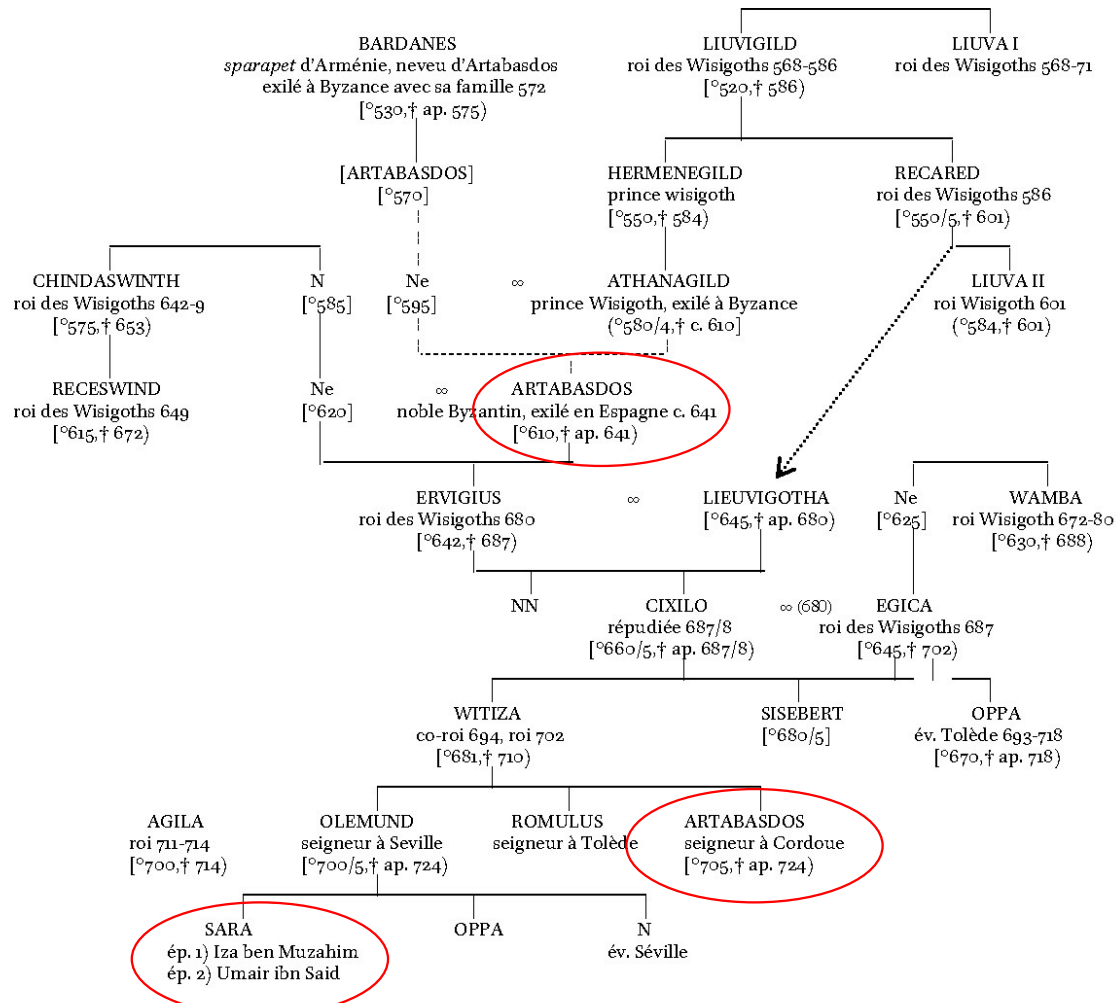 BARDANES
sparapet d'Arménie, neveu d'Artabasdos
exilé à Byzance avec sa famille 572
[°530,† ap. 575)
LIUVIGILD
roi des Wisigoths 568-586
[°520,† 586)
LIUVA I
roi des Wisigoths 568-71
[ARTABASDOS]
[°570]
HERMENEGILD
prince wisigoth
[°550,† 584)
RECARED
roi des Wisigoths 586
[°550/5,† 601)
CHINDASWINTH
roi des Wisigoths 642-9
[°575,† 653)
N
[°585]
Ne
[°595]
∞
ATHANAGILD
prince Wisigoth, exilé à Byzance
(°580/4,† c. 610]
LIUVA II
roi Wisigoth 601
(°584,† 601)
RECESWIND
roi des Wisigoths 649
[°615,† 672)
Ne
[°620]
∞
ARTABASDOS
noble Byzantin, exilé en Espagne c. 641
[°610,† ap. 641)
ERVIGIUS
roi des Wisigoths 680
[°642,† 687)
∞
LIEUVIGOTHA
[°645,† ap. 680)
Ne
[°625]
WAMBA
roi Wisigoth 672-80
[°630,† 688)
NN
CIXILO
répudiée 687/8
[°660/5,† ap. 687/8)
∞ (680)
EGICA
roi des Wisigoths 687
[°645,† 702)
WITIZA
co-roi 694, roi 702
[°681,† 710)
SISEBERT
[°680/5]
OPPA
év. Tolède 693-718
[°670,† ap. 718)
AGILA
roi 711-714
[°700,† 714)
OLEMUND
seigneur à Seville
[°700/5,† ap. 724)
ROMULUS
seigneur à Tolède
ARTABASDOS
seigneur à Cordoue
[°705,† ap. 724)
SARA
ép. 1) Iza ben Muzahim
ép. 2) Umair ibn Said
OPPA
N
év. Séville